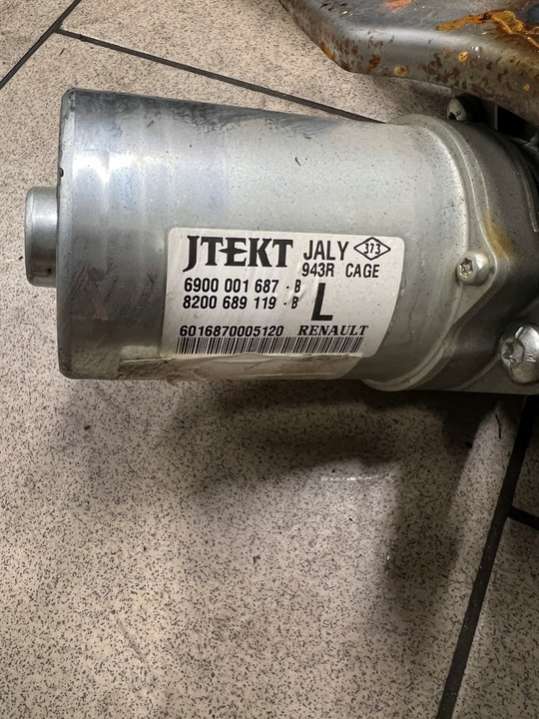 JTEKT JALY 373
943R CAGE
6900 001 687 - B
8200 689 119 - B L
6016870005120 RENAULT